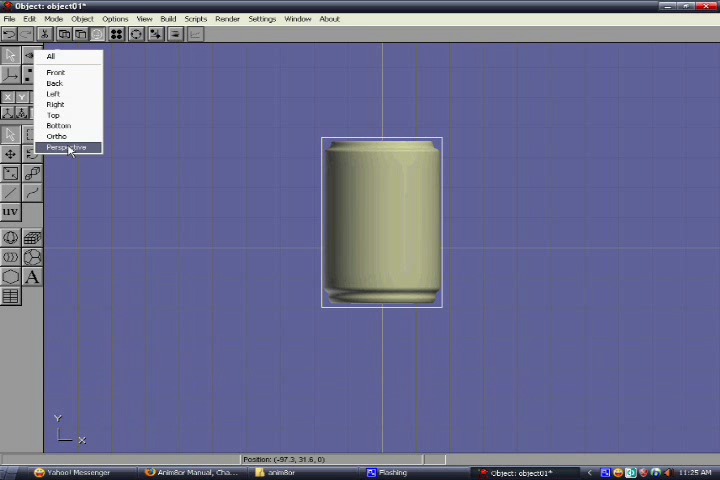 Object: object01*
File Edit Mode Object Options View Build Scripts Render Settings Window About
All
Front
Back
Left
Right
Top
Bottom
Ortho
Perspective
X Y
uv
A
Y
X
Position: (-97.3, 31.6, 0)
Yahoo! Messenger
Anim8or Manual, Cha...
anim8or
Flashing
Object: object01*
11:25 AM